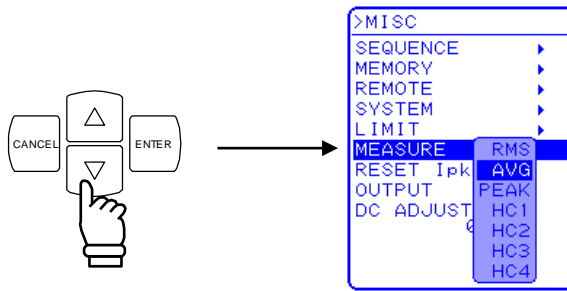 CANCEL
ENTER
>MISC
SEQUENCE
MEMORY
REMOTE
SYSTEM
LIMIT
MEASURE RMS
RESET Ipk AVG
OUTPUT PEAK
DC ADJUST HC1
HC2
HC3
HC4